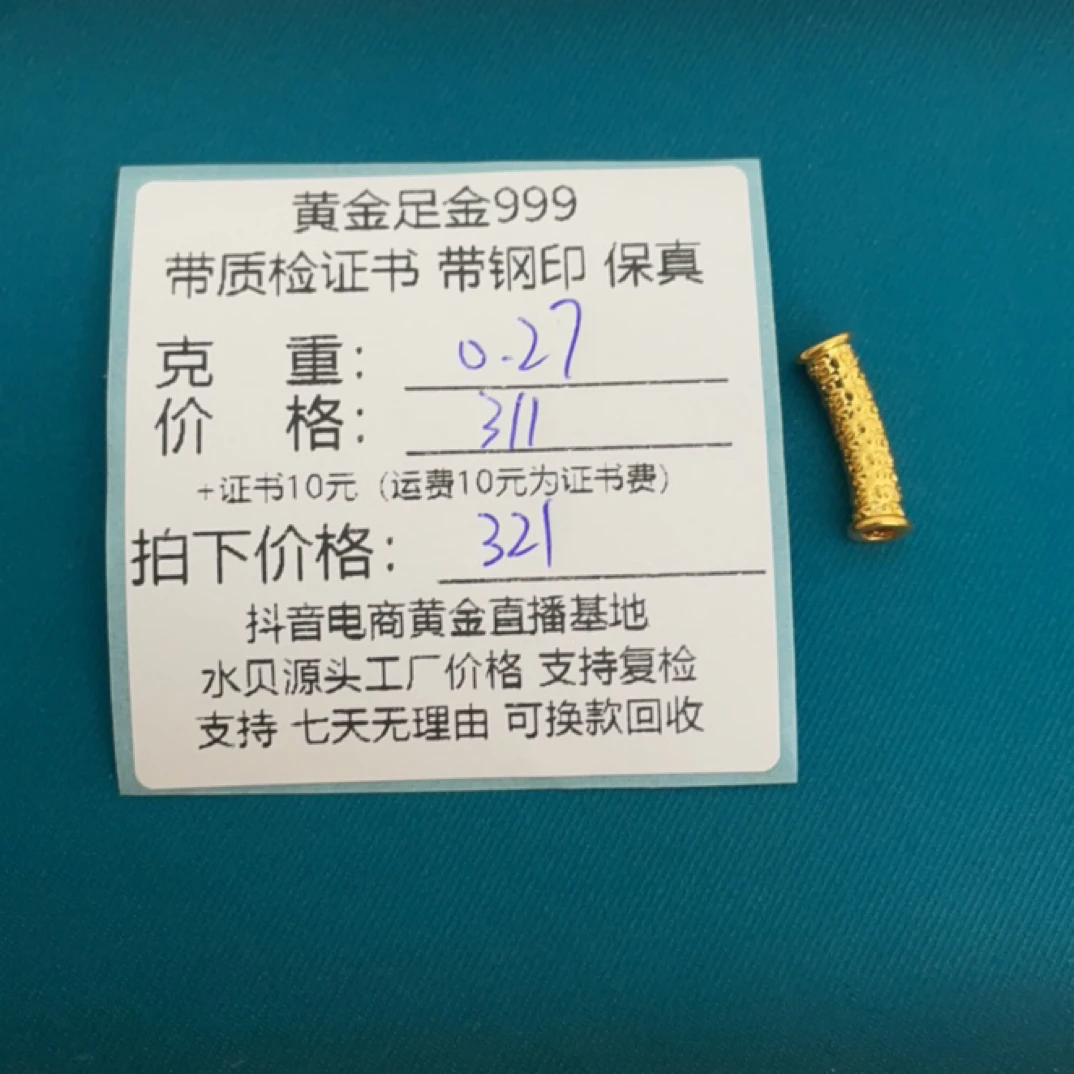 黄金足金999
带质检证书 带钢印 保真
克 重：0.27
价 格：311
+证书10元（运费10元为证书费）
拍下价格：321
抖音电商黄金直播基地
水贝源头工厂价格 支持复检
支持 七天无理由 可换款回收